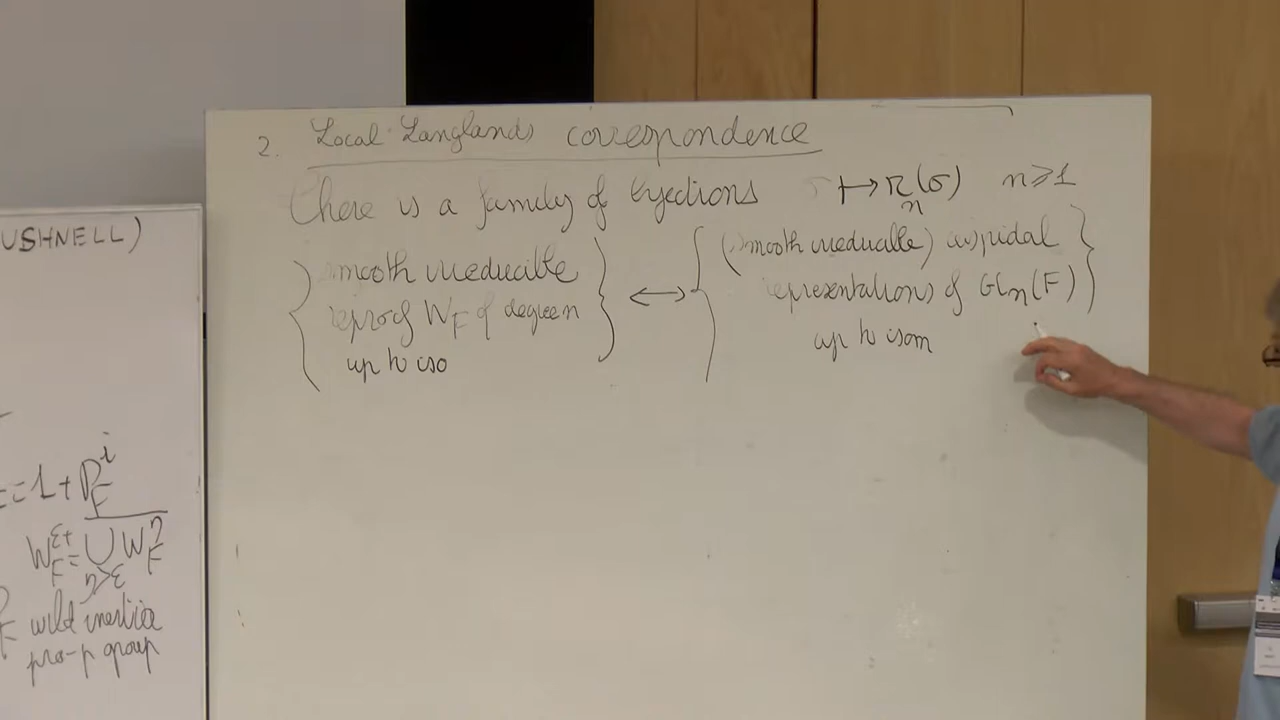 USHNELL)
= 1 + P_F^i
W_F^{ε+} = ∪_{η>ε} W_F^η
wild inertia
pro-p group
2. Local Langlands correspondence
There is a family of bijections σ ↦ π_n(σ) n ≥ 1
{ smooth irreducible } ↔ { (smooth irreducible) cuspidal }
repr of W_F of degree n representations of GL_n(F)
up to iso up to isom